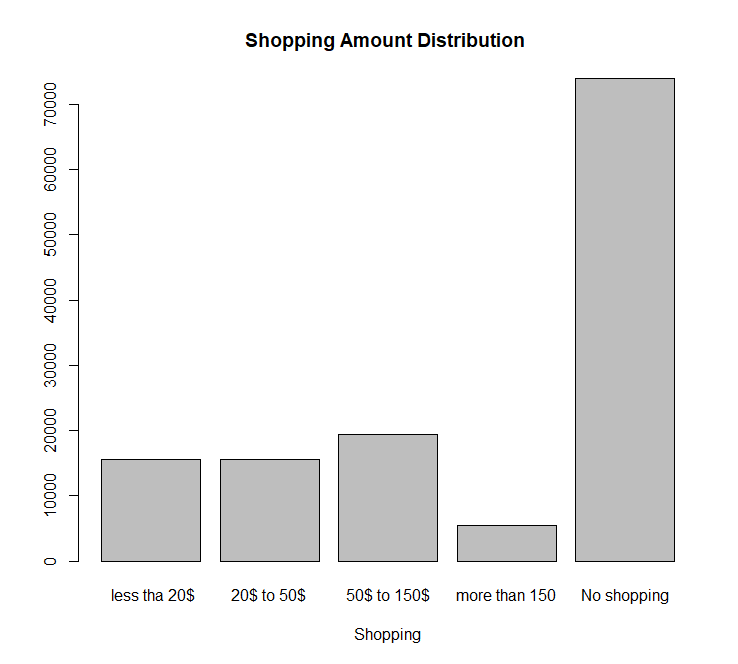 Shopping Amount Distribution
70000
60000
50000
40000
30000
20000
10000
0
less tha 20$ 20$ to 50$ 50$ to 150$ more than 150 No shopping
Shopping